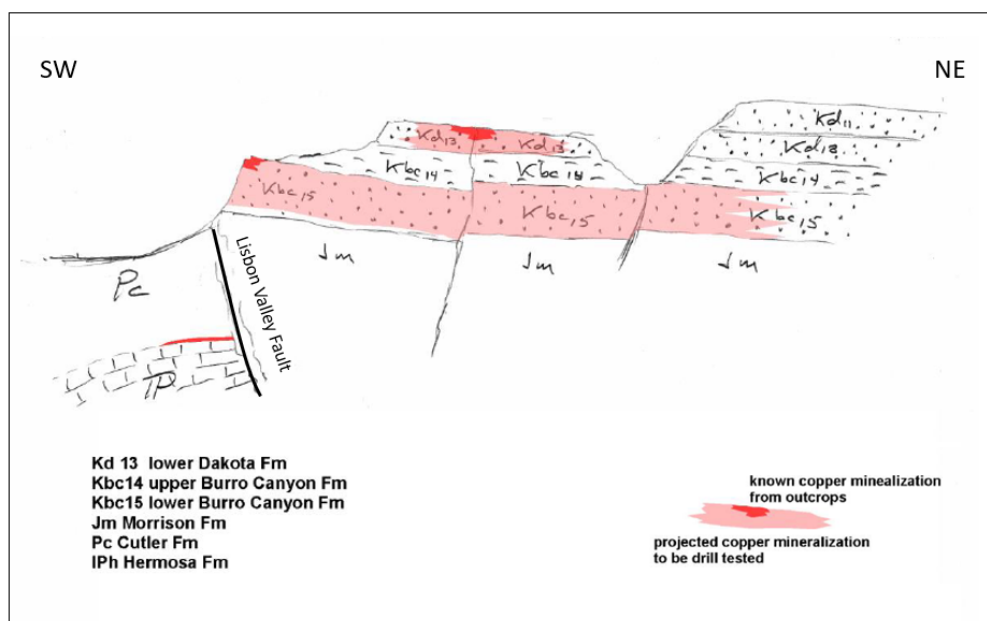 SW
NE
Kd11
Kd13 Kd13 Kd13
Kbc14 Kbc14 Kbc14
Kbc15 Kbc15 Kbc15
Jm Jm Jm
Pc
Lisbon Valley Fault
IP
Kd 13 lower Dakota Fm
Kbc14 upper Burro Canyon Fm
Kbc15 lower Burro Canyon Fm
Jm Morrison Fm
Pc Cutler Fm
IPh Hermosa Fm
known copper minealization
from outcrops
projected copper mineralization
to be drill tested